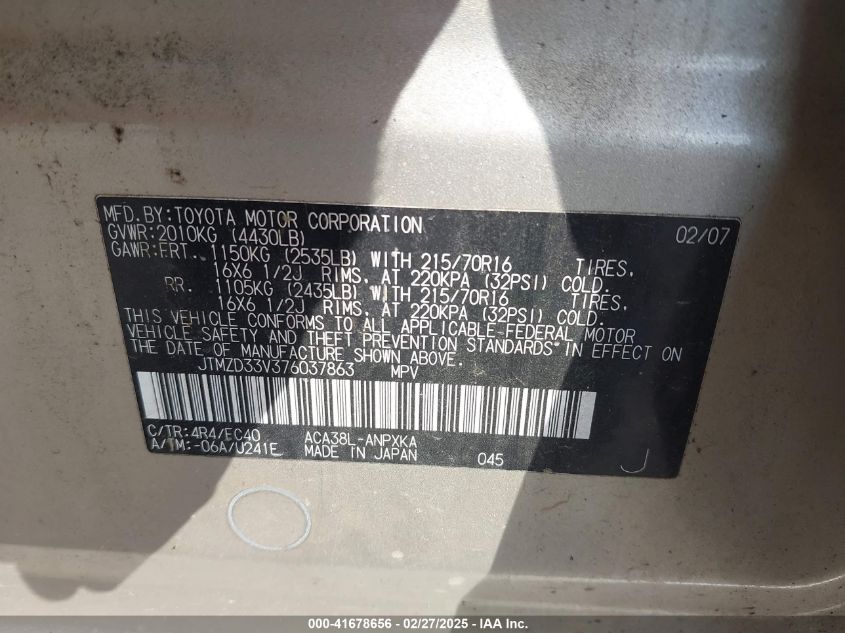 MFD. BY: TOYOTA MOTOR CORPORATION 02/07
GVWR: 2010KG (4430LB)
GAWR: FRT. 1150KG (2535LB) WITH 215/70R16 TIRES,
16X6 1/2J RIMS, AT 220KPA (32PSI) COLD.
RR. 1105KG (2435LB) WITH 215/70R16 TIRES,
16X6 1/2J RIMS, AT 220KPA (32PSI) COLD.
THIS VEHICLE CONFORMS TO ALL APPLICABLE FEDERAL MOTOR
VEHICLE SAFETY AND THEFT PREVENTION STANDARDS IN EFFECT ON
THE DATE OF MANUFACTURE SHOWN ABOVE.
JTMZD33V376037863 MPV
C/TR: 4R4/EC40 ACA38L-ANPXKA
A/TM: -06A/U241E MADE IN JAPAN 045 J
000-41678656 - 02/27/2025 - IAA Inc.